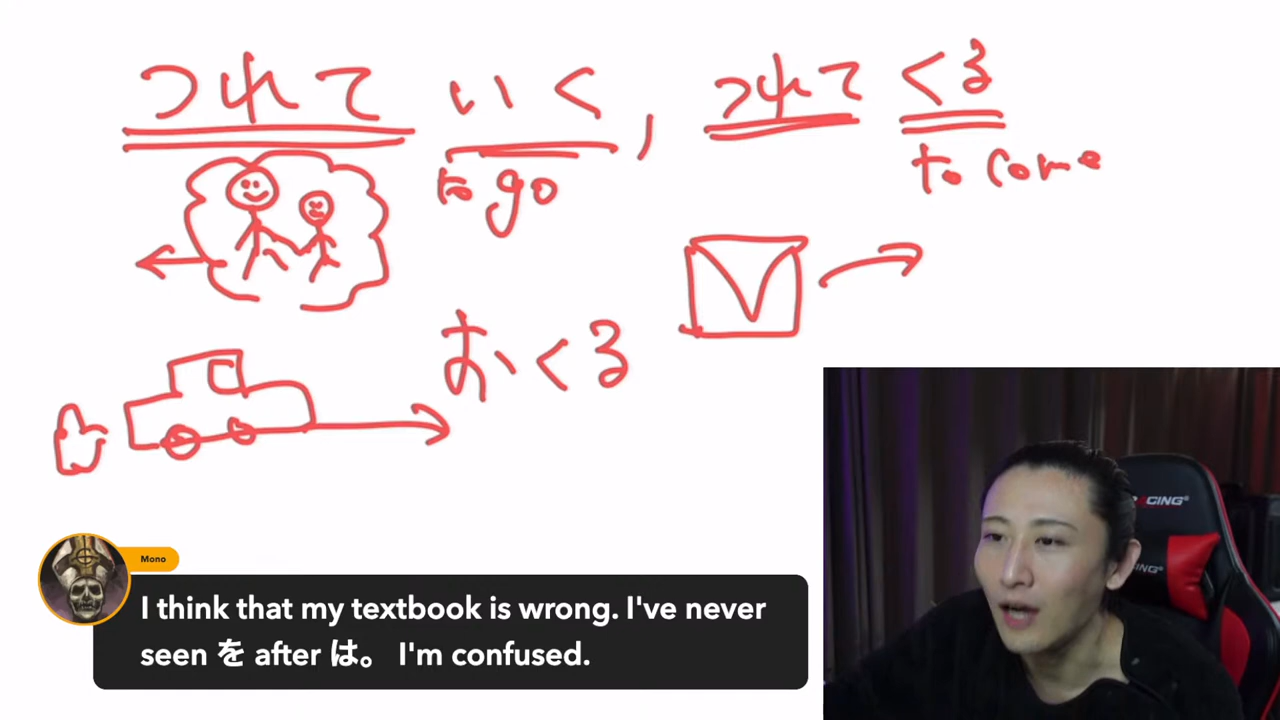 つれて いく, つれて くる
to go
to come
おくる
Mono
I think that my textbook is wrong. I've never
seen を after は。 I'm confused.